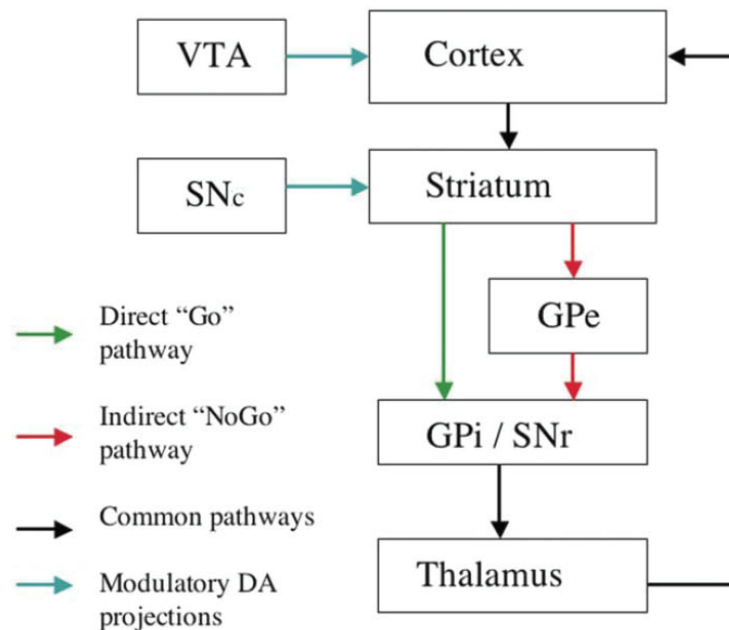 VTA
Cortex
SNc
Striatum
GPe
GPi / SNr
Thalamus
Direct “Go”
pathway
Indirect “NoGo”
pathway
Common pathways
Modulatory DA
projections